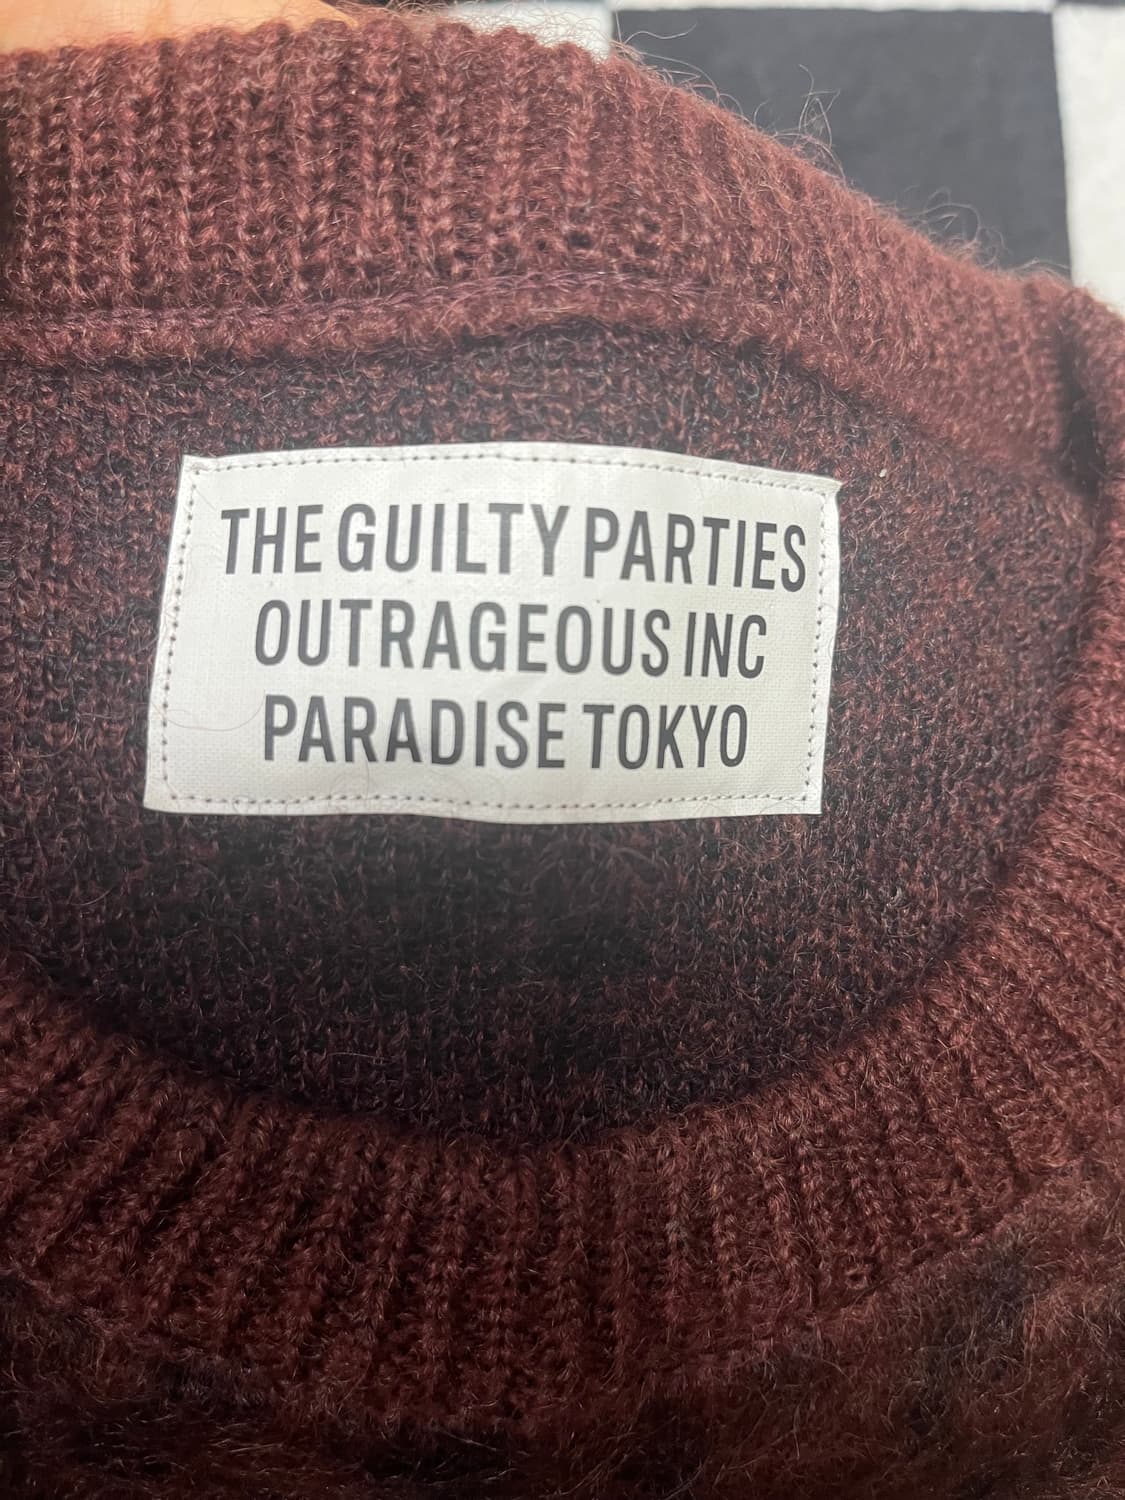 THE GUILTY PARTIES
OUTRAGEOUS INC
PARADISE TOKYO